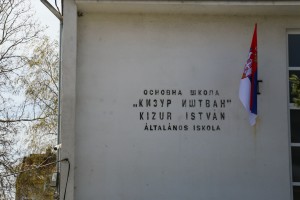 ОСНОВНА ШКОЛА
„КИЗУР ИШТВАН”
KIZUR ISTVÁN
ÁLTALÁNOS ISKOLA